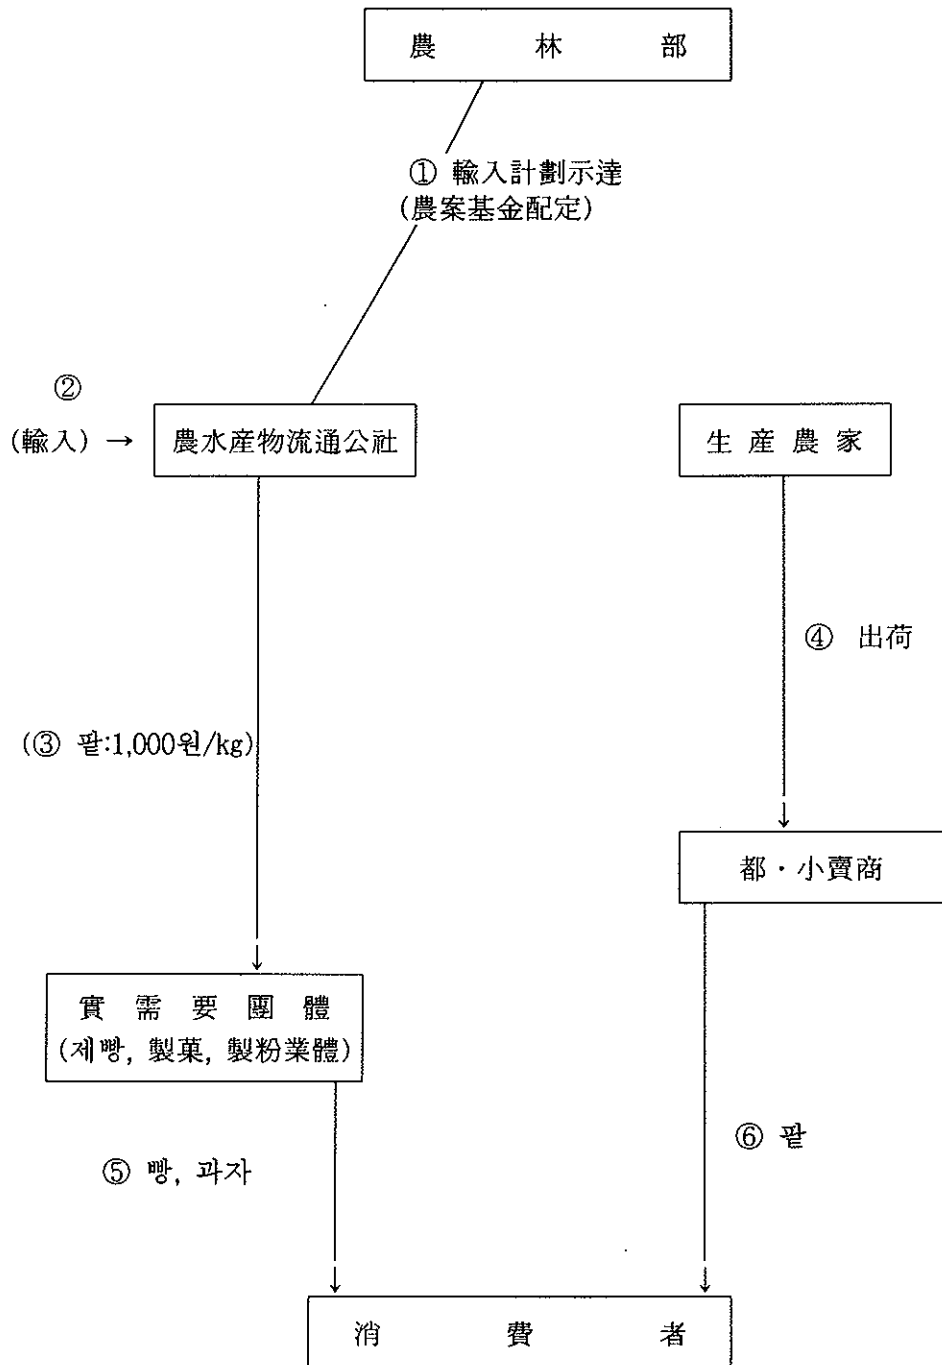 農 林 部
① 輸入計劃示達
(農案基金配定)
②
(輸入) → 農水産物流通公社
生 産 農 家
④ 出荷
(③ 팥:1,000원/kg)
都·小賣商
實 需 要 團 體
(제빵, 製菓, 製粉業體)
⑥ 팥
⑤ 빵, 과자
消 費 者